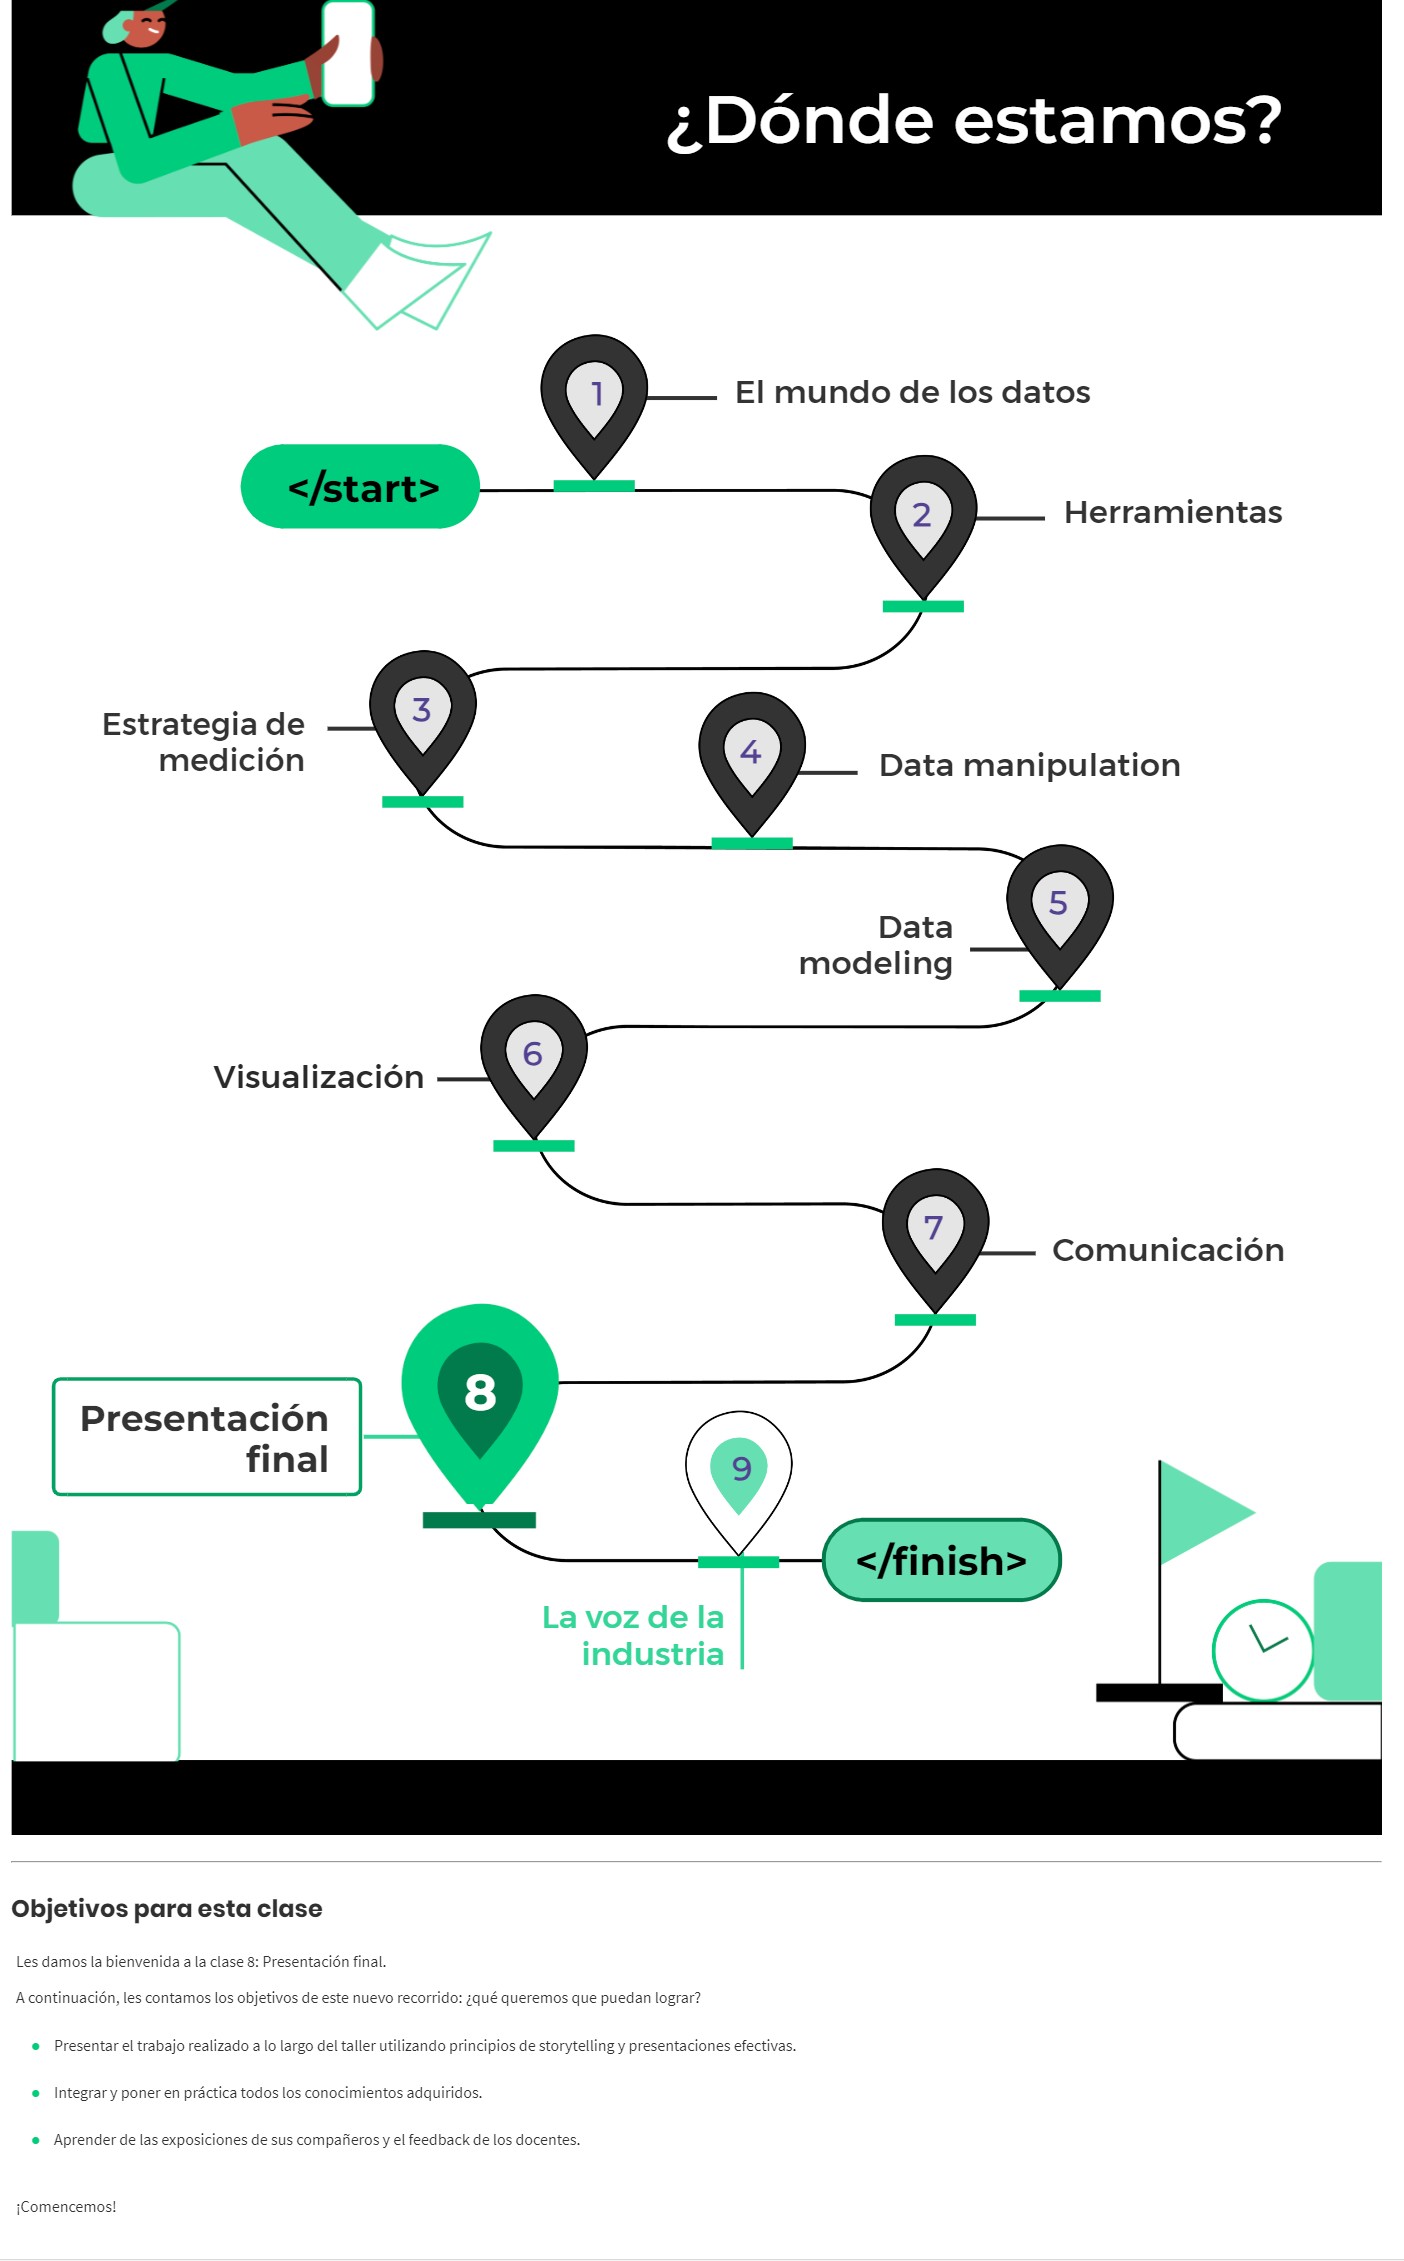 ¿Dónde estamos?
1
El mundo de los datos
</start>
2
Herramientas
3
Estrategia de
medición
4
Data manipulation
5
Data
modeling
6
Visualización
7
Comunicación
8
Presentación
final
9
</finish>
La voz de la
industria
Objetivos para esta clase
Les damos la bienvenida a la clase 8: Presentación final.
A continuación, les contamos los objetivos de este nuevo recorrido: ¿qué queremos que puedan lograr?
● Presentar el trabajo realizado a lo largo del taller utilizando principios de storytelling y presentaciones efectivas.
● Integrar y poner en práctica todos los conocimientos adquiridos.
● Aprender de las exposiciones de sus compañeros y el feedback de los docentes.
¡Comencemos!